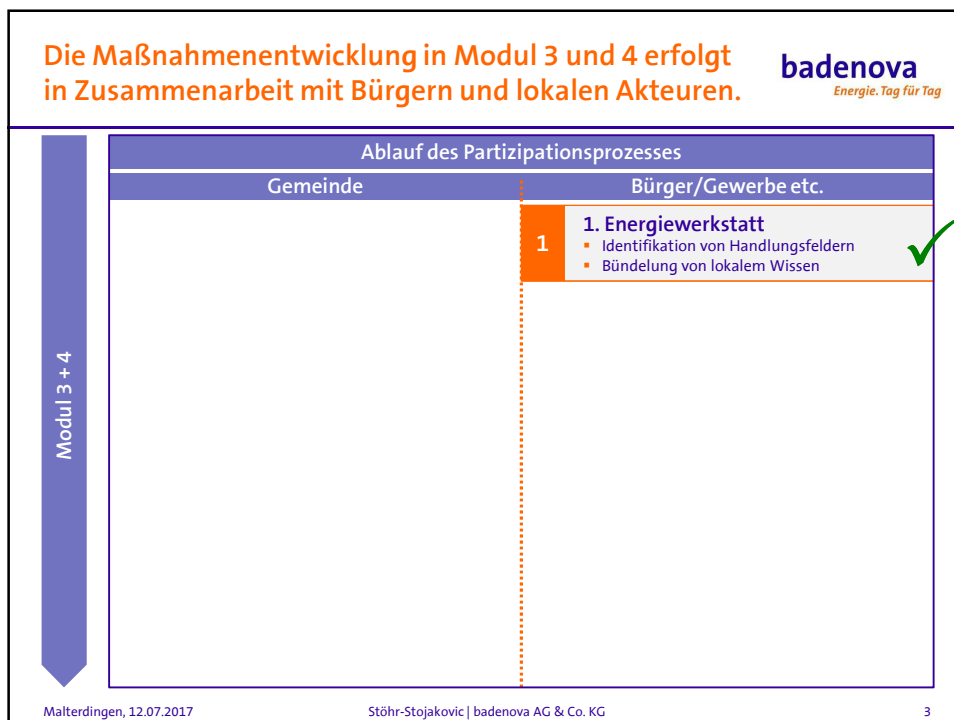 Die Maßnahmenentwicklung in Modul 3 und 4 erfolgt
in Zusammenarbeit mit Bürgern und lokalen Akteuren.
badenova
Energie. Tag für Tag
Ablauf des Partizipationsprozesses
Gemeinde
Bürger/Gewerbe etc.
Modul 3 + 4
1
1. Energiewerkstatt
▪ Identifikation von Handlungsfeldern
▪ Bündelung von lokalem Wissen
Malterdingen, 12.07.2017
Stöhr-Stojakovic | badenova AG & Co. KG
3